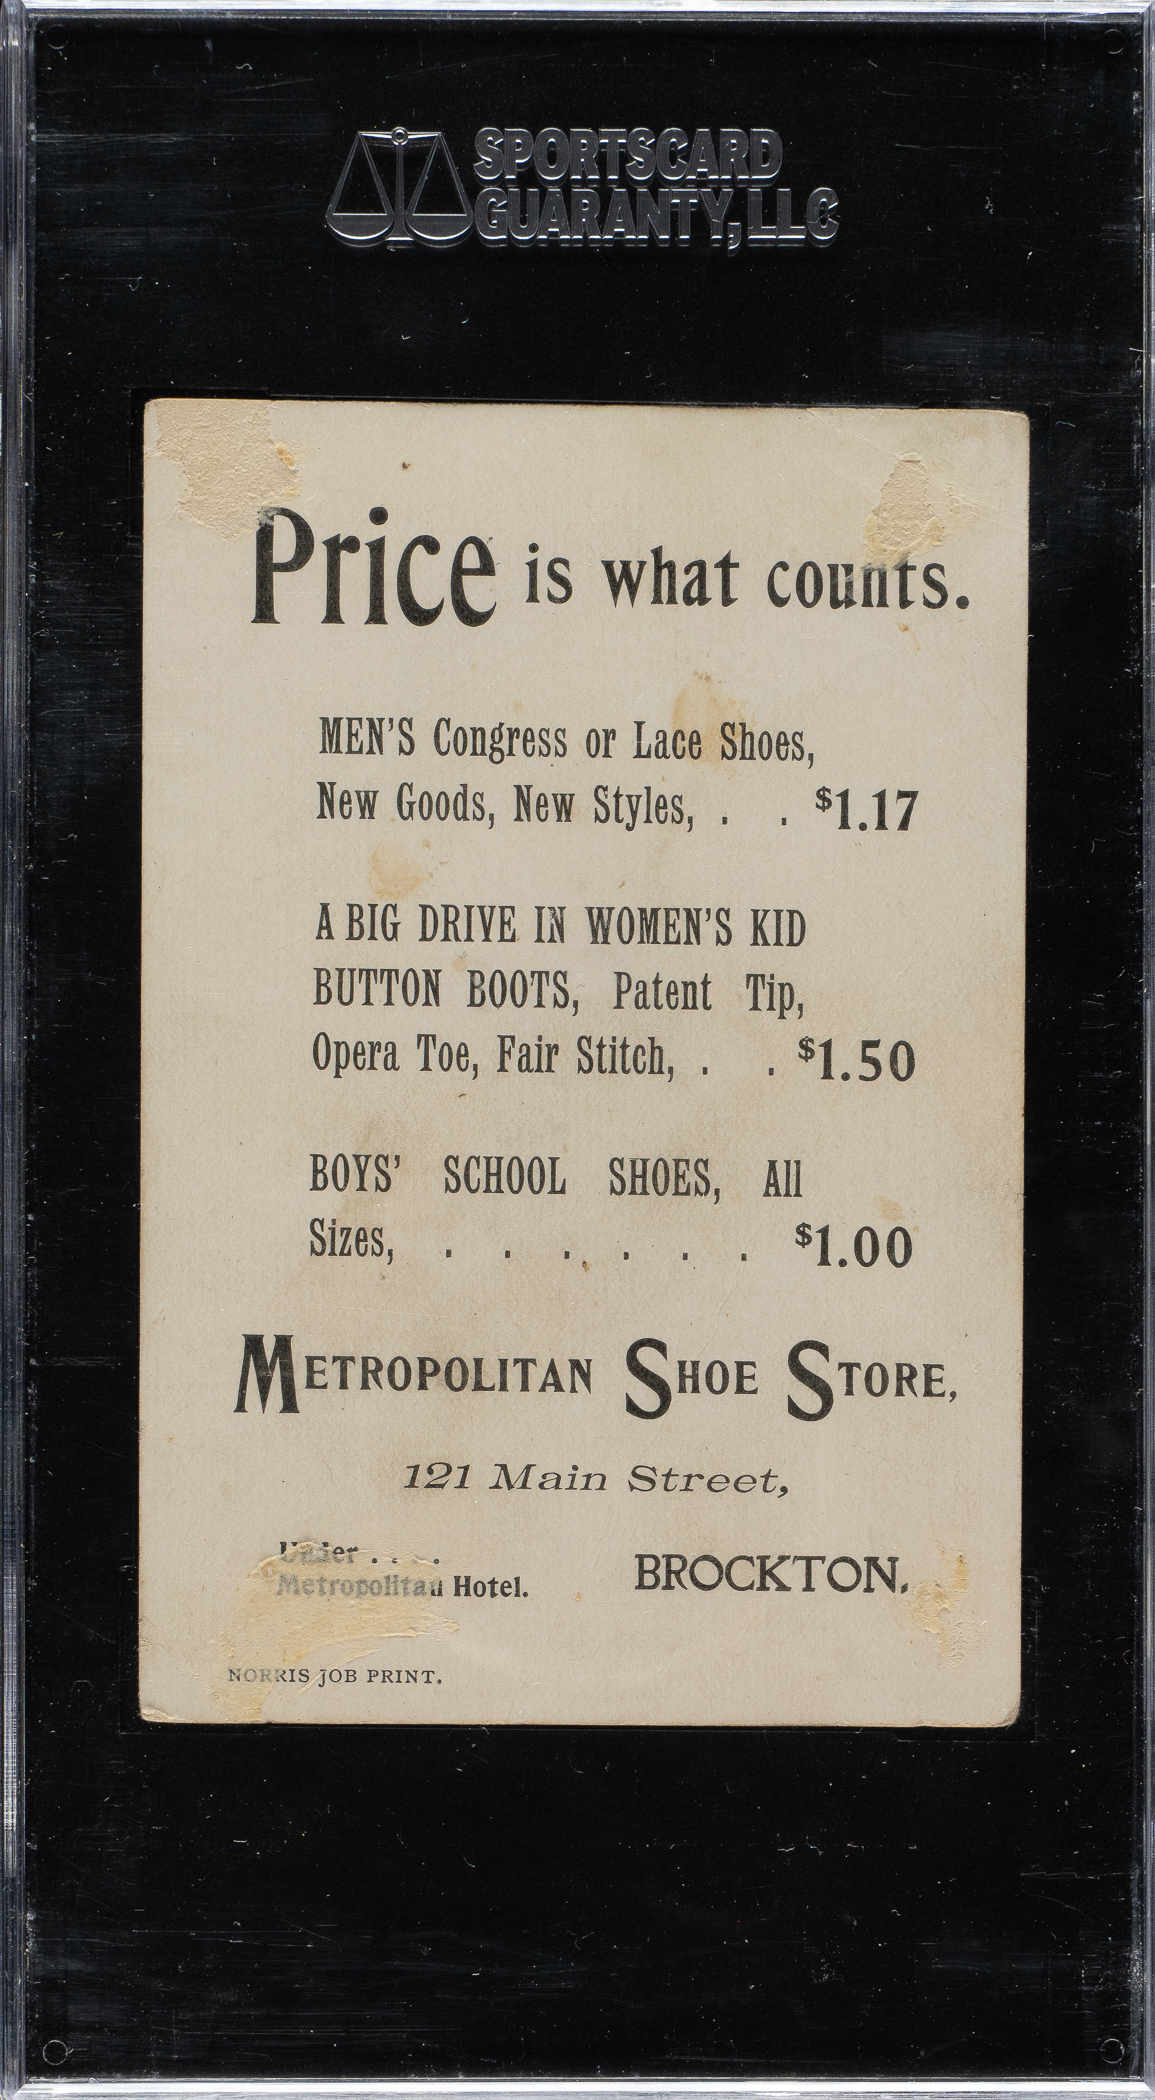 SPORTSCARD
GUARANTY, LLC
Price is what counts.
MEN'S Congress or Lace Shoes,
New Goods, New Styles, . . $1.17
A BIG DRIVE IN WOMEN'S KID
BUTTON BOOTS, Patent Tip,
Opera Toe, Fair Stitch, . . $1.50
BOYS' SCHOOL SHOES, All
Sizes, . . . . . . $1.00
METROPOLITAN SHOE STORE,
121 Main Street,
Under . . . .
Metropolitan Hotel.
BROCKTON.
NORRIS JOB PRINT.